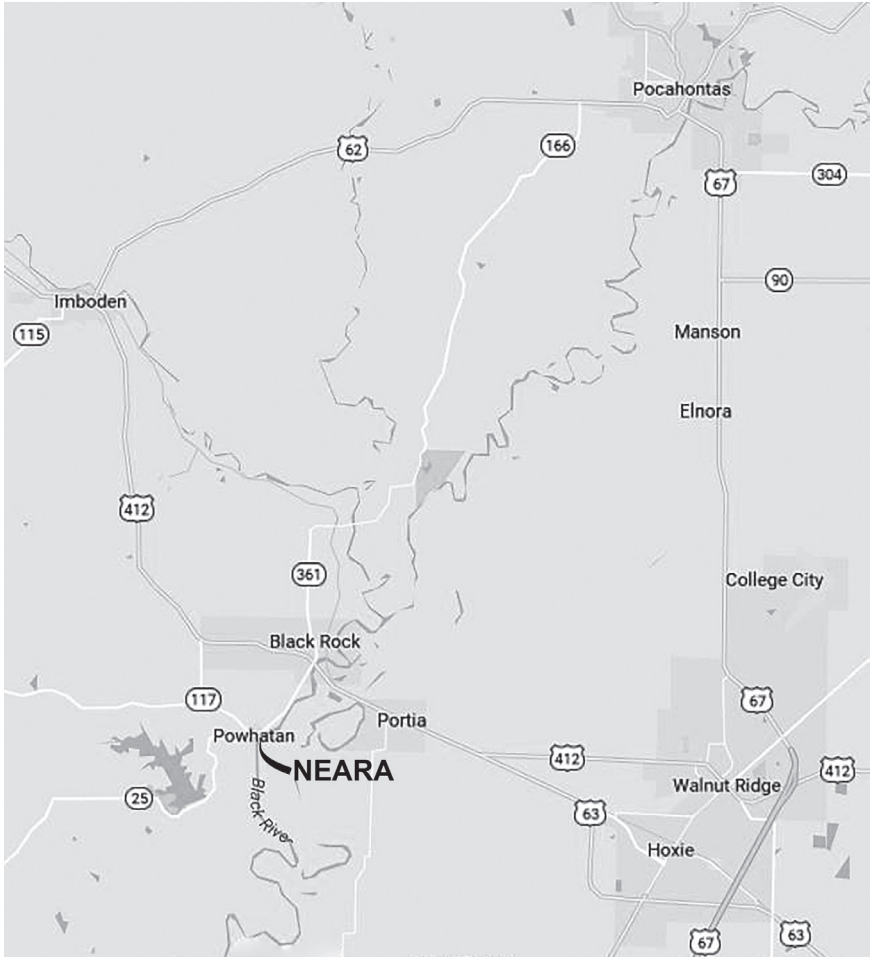 Pocahontas
62
166
67
304
90
Imboden
115
Manson
Elnora
412
361
College City
Black Rock
117
67
Portia
Powhatan
412
412
NEARA
Walnut Ridge
25
63
Black River
Hoxie
67
63